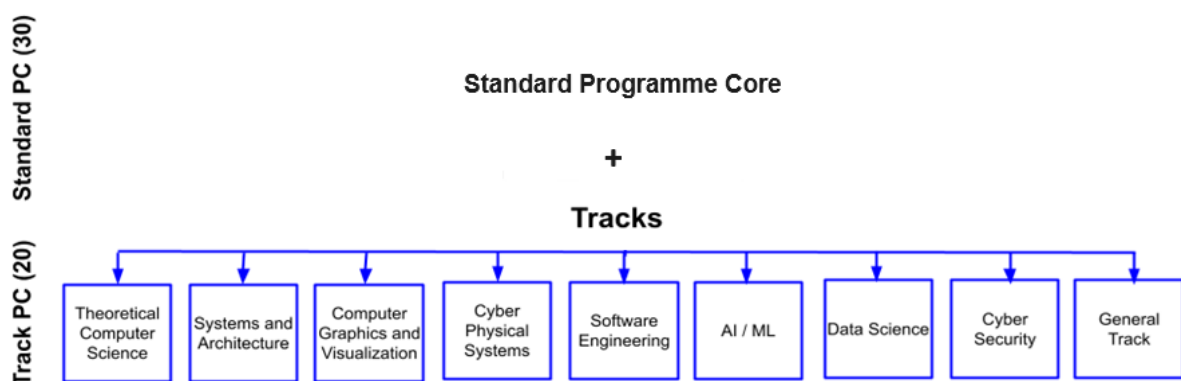 Standard PC (30)
Standard Programme Core
+
Tracks
Track PC (20)
Theoretical
Computer
Science
Systems and
Architecture
Computer
Graphics and
Visualization
Cyber
Physical
Systems
Software
Engineering
AI / ML
Data Science
Cyber
Security
General
Track